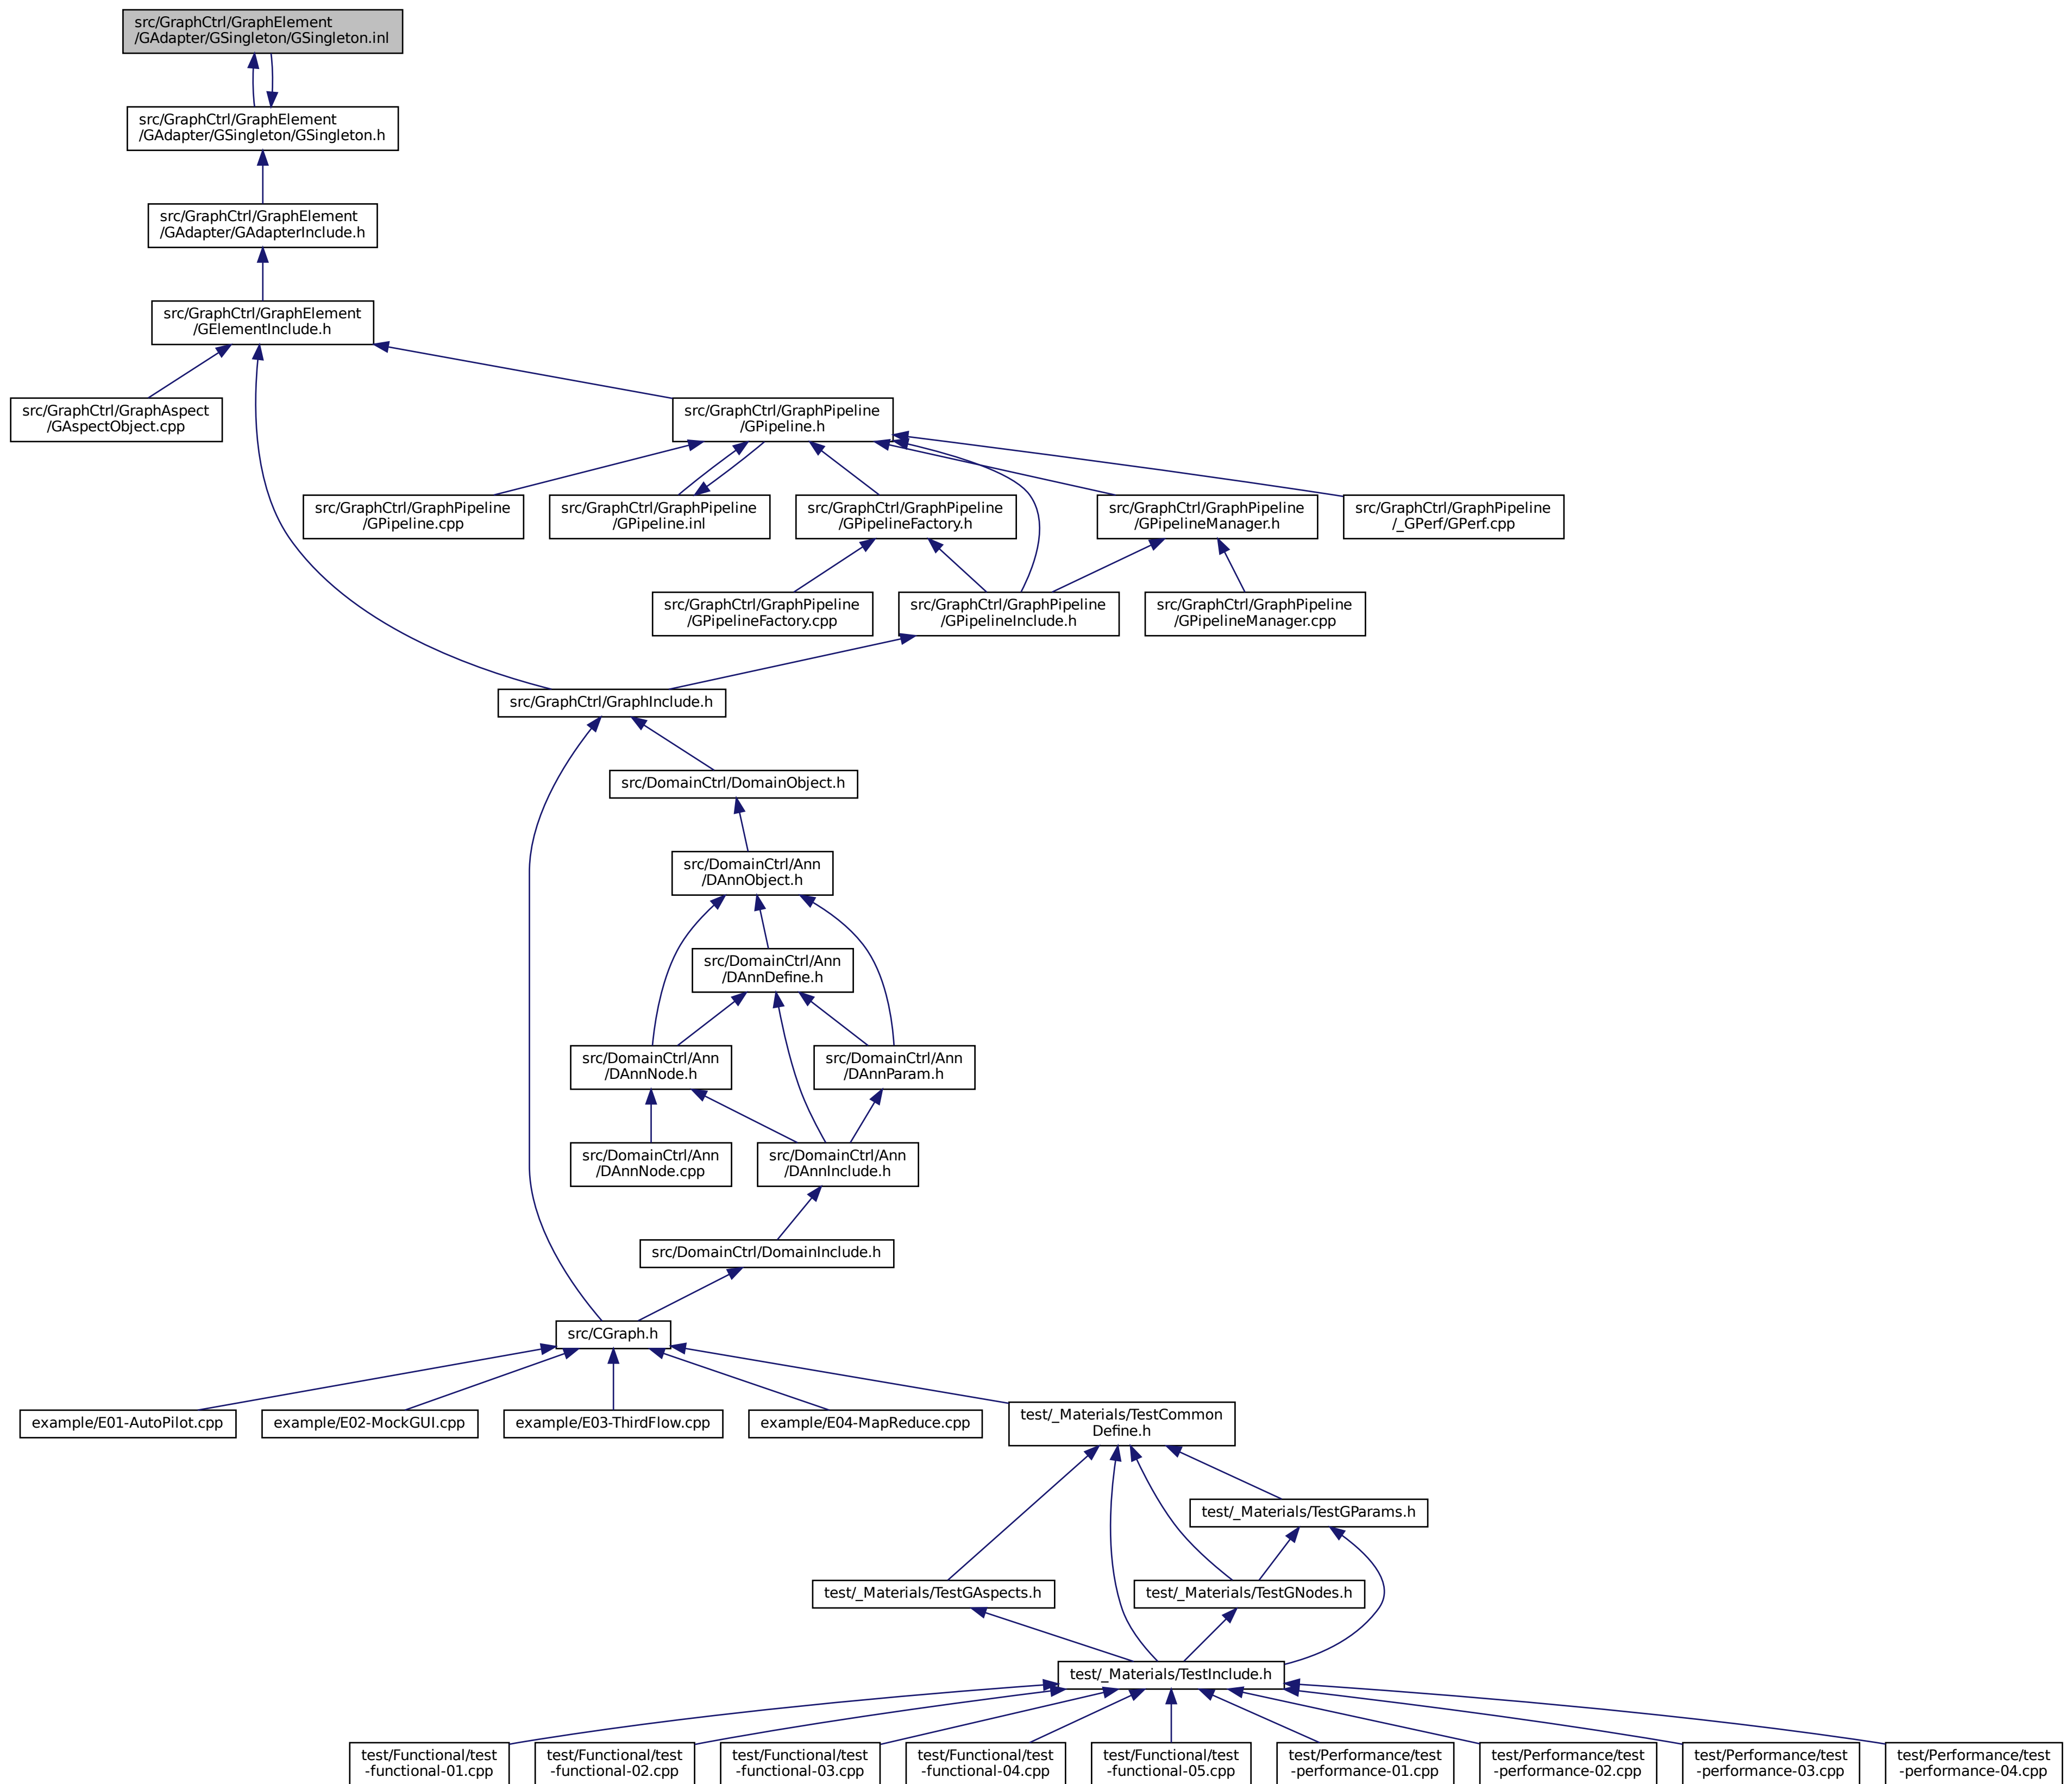 src/GraphCtrl/GraphElement
/GAdapter/GSingleton/GSingleton.inl
src/GraphCtrl/GraphElement
/GAdapter/GSingleton/GSingleton.h
src/GraphCtrl/GraphElement
/GAdapter/GAdapterInclude.h
src/GraphCtrl/GraphElement
/GElementInclude.h
src/GraphCtrl/GraphAspect
/GAspectObject.cpp
src/GraphCtrl/GraphPipeline
/GPipeline.h
src/GraphCtrl/GraphPipeline
/GPipeline.cpp
src/GraphCtrl/GraphPipeline
/GPipeline.inl
src/GraphCtrl/GraphPipeline
/GPipelineFactory.h
src/GraphCtrl/GraphPipeline
/GPipelineManager.h
src/GraphCtrl/GraphPipeline
/_GPerf/GPerf.cpp
src/GraphCtrl/GraphPipeline
/GPipelineFactory.cpp
src/GraphCtrl/GraphPipeline
/GPipelineInclude.h
src/GraphCtrl/GraphPipeline
/GPipelineManager.cpp
src/GraphCtrl/GraphInclude.h
src/DomainCtrl/DomainObject.h
src/DomainCtrl/Ann
/DAnnObject.h
src/DomainCtrl/Ann
/DAnnDefine.h
src/DomainCtrl/Ann
/DAnnNode.h
src/DomainCtrl/Ann
/DAnnParam.h
src/DomainCtrl/Ann
/DAnnNode.cpp
src/DomainCtrl/Ann
/DAnnInclude.h
src/DomainCtrl/DomainInclude.h
src/CGraph.h
example/E01-AutoPilot.cpp
example/E02-MockGUI.cpp
example/E03-ThirdFlow.cpp
example/E04-MapReduce.cpp
test/_Materials/TestCommon
Define.h
test/_Materials/TestGParams.h
test/_Materials/TestGAspects.h
test/_Materials/TestGNodes.h
test/_Materials/TestInclude.h
test/Functional/test
-functional-01.cpp
test/Functional/test
-functional-02.cpp
test/Functional/test
-functional-03.cpp
test/Functional/test
-functional-04.cpp
test/Functional/test
-functional-05.cpp
test/Performance/test
-performance-01.cpp
test/Performance/test
-performance-02.cpp
test/Performance/test
-performance-03.cpp
test/Performance/test
-performance-04.cpp